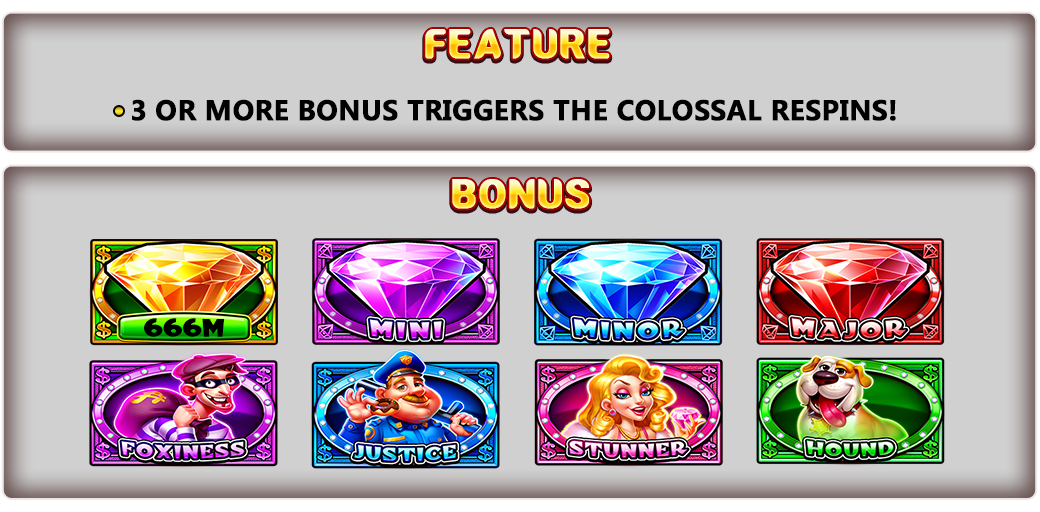 FEATURE
3 OR MORE BONUS TRIGGERS THE COLOSSAL RESPINS!
BONUS
666M MINI MINOR MAJOR
FOXINESS JUSTICE STUNNER HOUND